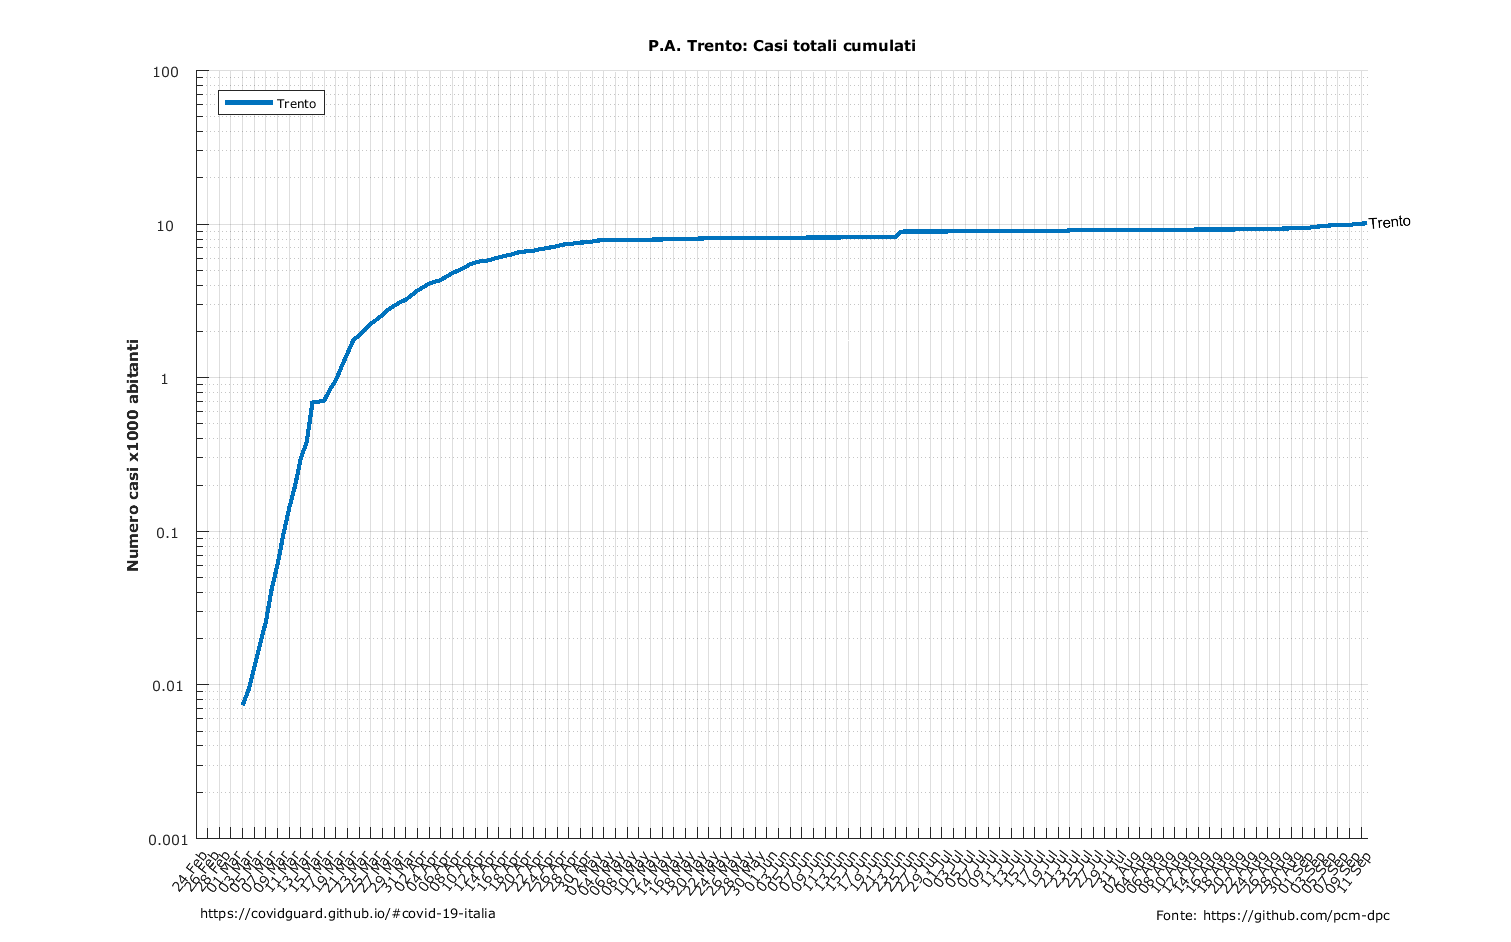 P.A. Trento: Casi totali cumulati
100
10
1
0.1
0.01
0.001
Numero casi x1000 abitanti
Trento
Trento
24 Feb
26 Feb
28 Feb
01 Mar
03 Mar
05 Mar
07 Mar
09 Mar
11 Mar
13 Mar
15 Mar
17 Mar
19 Mar
21 Mar
23 Mar
25 Mar
27 Mar
29 Mar
31 Mar
02 Apr
04 Apr
06 Apr
08 Apr
10 Apr
12 Apr
14 Apr
16 Apr
18 Apr
20 Apr
22 Apr
24 Apr
26 Apr
28 Apr
30 Apr
02 May
04 May
06 May
08 May
10 May
12 May
14 May
16 May
18 May
20 May
22 May
24 May
26 May
28 May
30 May
01 Jun
03 Jun
05 Jun
07 Jun
09 Jun
11 Jun
13 Jun
15 Jun
17 Jun
19 Jun
21 Jun
23 Jun
25 Jun
27 Jun
29 Jun
01 Jul
03 Jul
05 Jul
07 Jul
09 Jul
11 Jul
13 Jul
15 Jul
17 Jul
19 Jul
21 Jul
23 Jul
25 Jul
27 Jul
29 Jul
31 Jul
02 Aug
04 Aug
06 Aug
08 Aug
10 Aug
12 Aug
14 Aug
16 Aug
18 Aug
20 Aug
22 Aug
24 Aug
26 Aug
28 Aug
30 Aug
01 Sep
03 Sep
05 Sep
07 Sep
09 Sep
11 Sep
https://covidguard.github.io/#covid-19-italia
Fonte: https://github.com/pcm-dpc